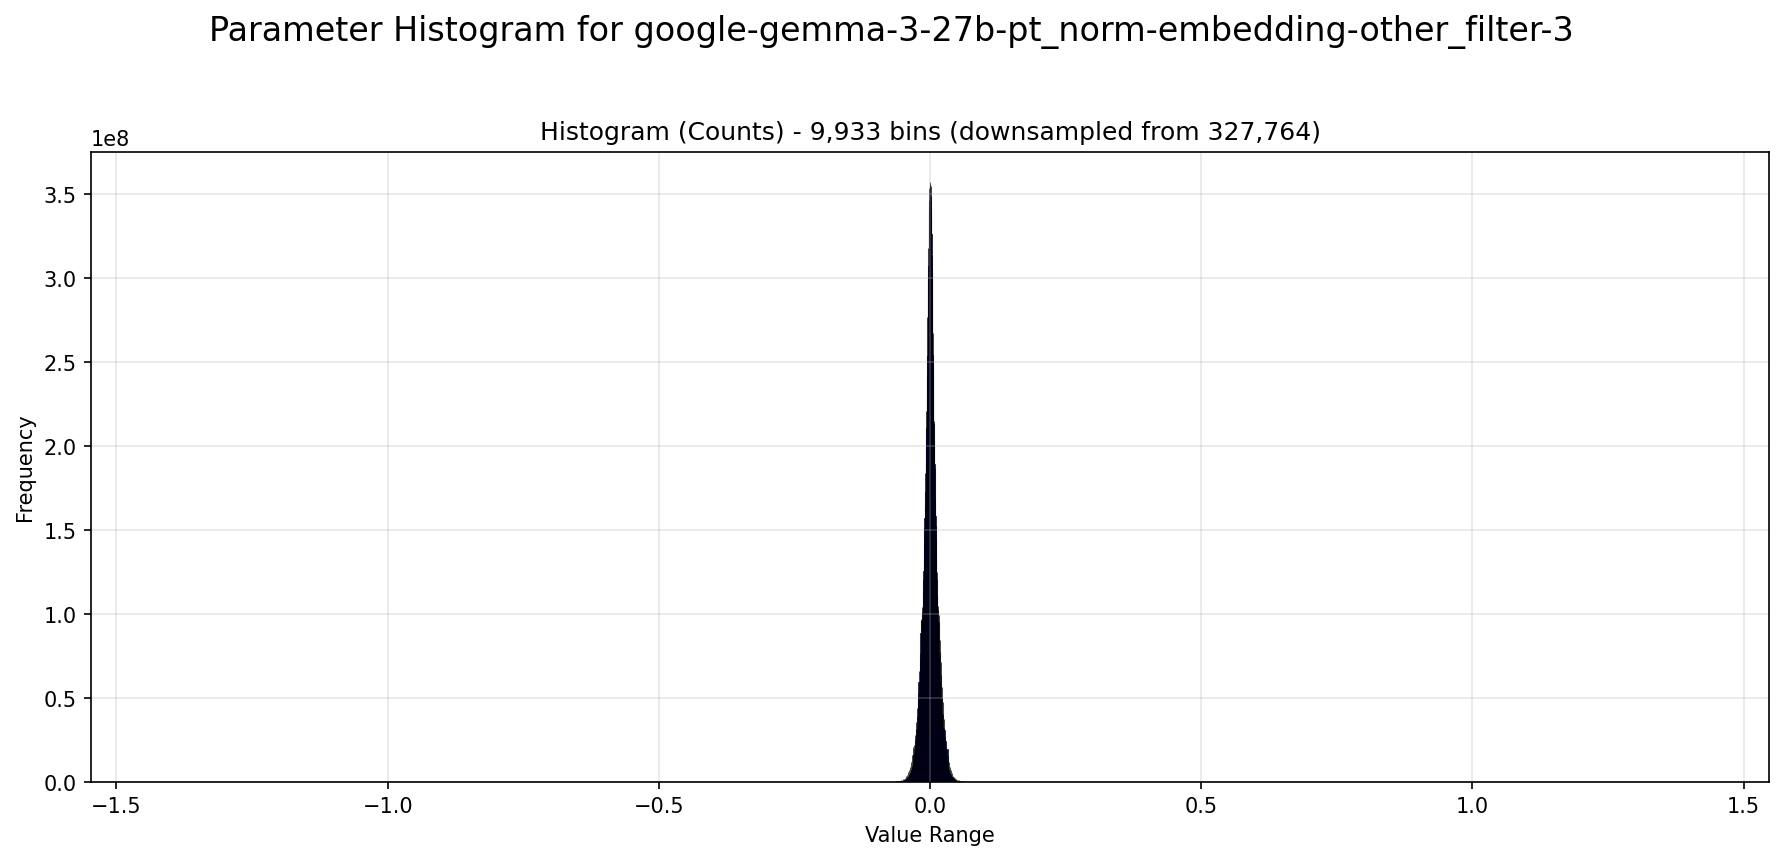 Parameter Histogram for google-gemma-3-27b-pt_norm-embedding-other_filter-3
Histogram (Counts) - 9,933 bins (downsampled from 327,764)
1e8
3.5
3.0
2.5
2.0
1.5
1.0
0.5
0.0
Frequency
−1.5 −1.0 −0.5 0.0 0.5 1.0 1.5
Value Range